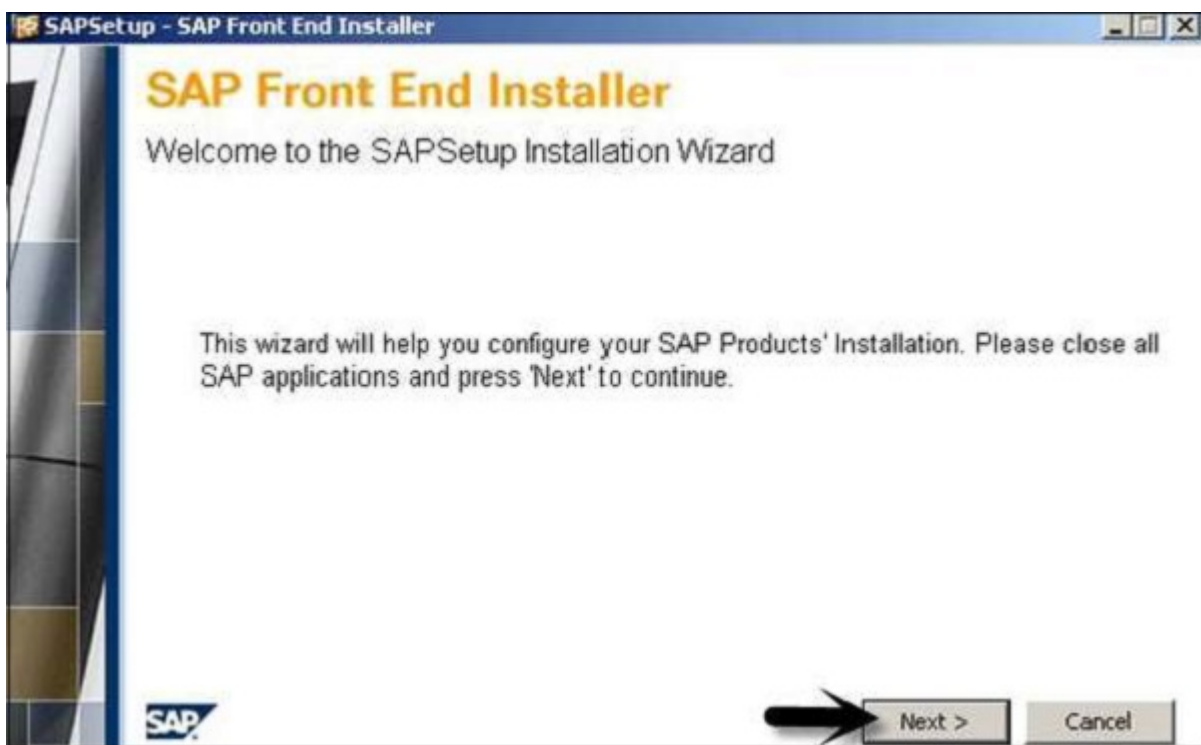 SAPSetup - SAP Front End Installer
SAP Front End Installer
Welcome to the SAPSetup Installation Wizard
This wizard will help you configure your SAP Products' Installation. Please close all
SAP applications and press 'Next' to continue.
SAP
Next >
Cancel